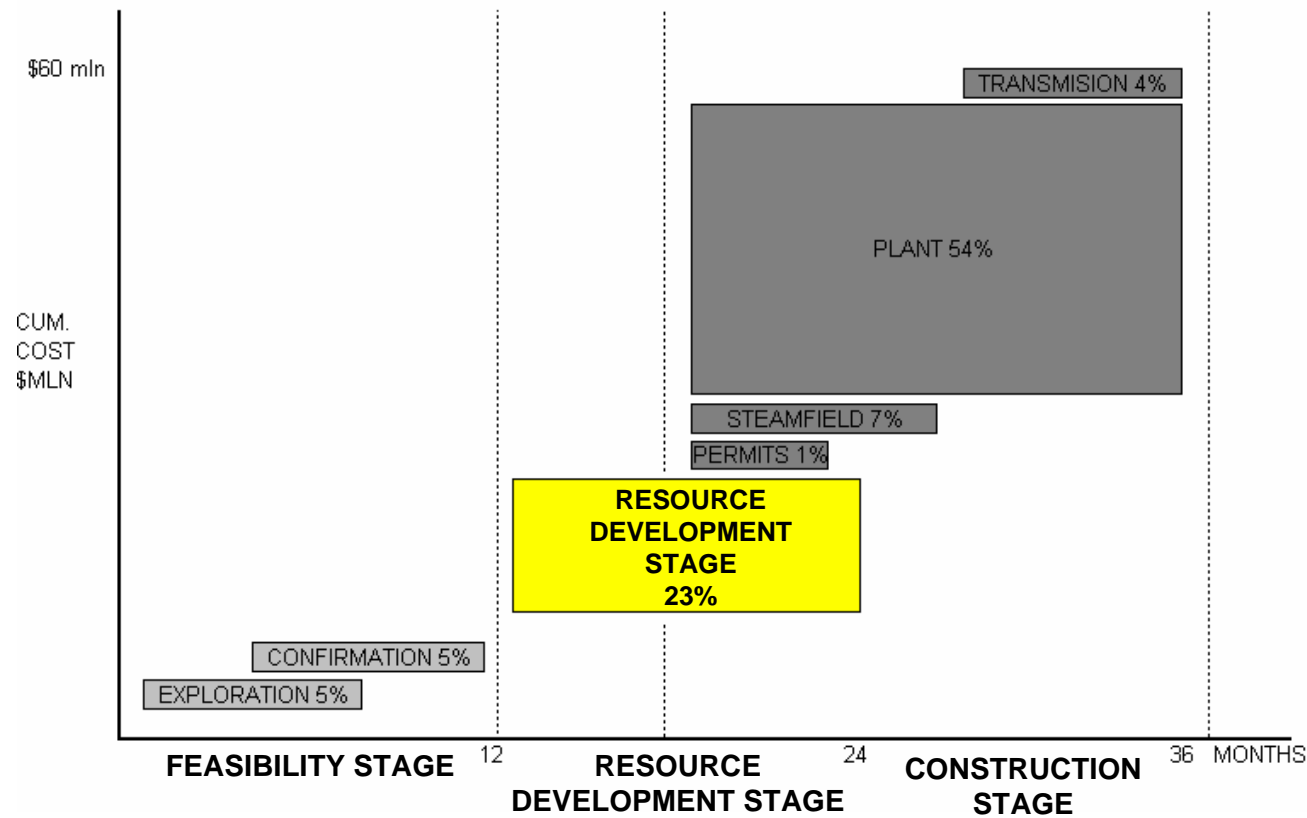 $60 mln
TRANSMISION 4%
PLANT 54%
CUM.
COST
$MLN
STEAMFIELD 7%
PERMITS 1%
RESOURCE
DEVELOPMENT
STAGE
23%
CONFIRMATION 5%
EXPLORATION 5%
12
24
36
MONTHS
FEASIBILITY STAGE
RESOURCE
DEVELOPMENT STAGE
CONSTRUCTION
STAGE